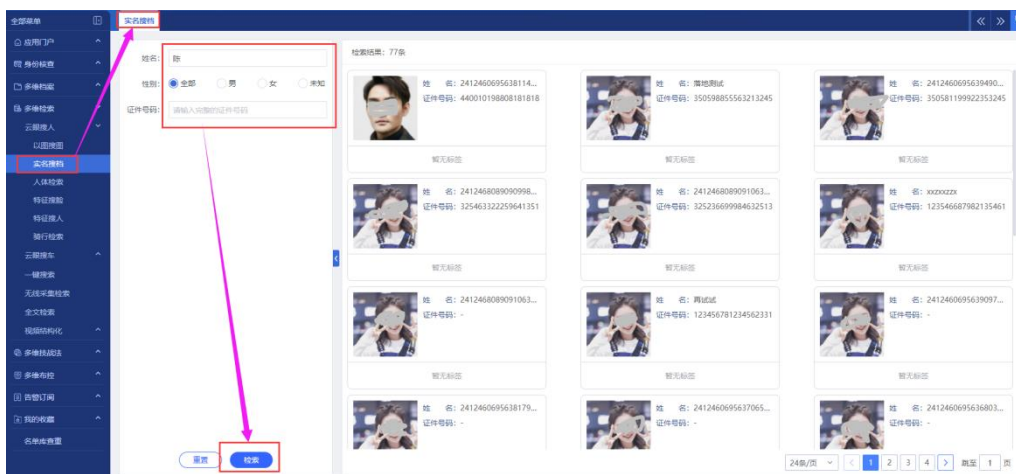 全部菜单
实名搜档
应用门户
身份核查
多维档案
多维检索
云眼搜人
以图搜图
实名搜档
人体检索
特征搜脸
特征搜人
骑行检索
云眼搜车
一键搜索
无线采集检索
全文检索
视频结构化
多维技战法
多维布控
告警订阅
我的收藏
名单库查重
姓名: 陈
性别: 全部 男 女 未知
证件号码: 请输入完整的证件号码
重置 检索
检索结果: 77条
姓 名: 2412460695638114...
证件号码: 440010198808181818
暂无标签
姓 名: 落地测试
证件号码: 350598855563213245
暂无标签
姓 名: 2412460695639490...
证件号码: 350581199922353245
暂无标签
姓 名: 2412468089090998...
证件号码: 325463322259641351
暂无标签
姓 名: 2412468089091063...
证件号码: 325236699984632513
暂无标签
姓 名: xxzxxzzx
证件号码: 123546687982135461
暂无标签
姓 名: 2412468089091063...
证件号码: -
暂无标签
姓 名: 再试试
证件号码: 123456781234562331
暂无标签
姓 名: 2412460695639097...
证件号码: -
暂无标签
姓 名: 2412460695638179...
证件号码: -
姓 名: 2412460695637065...
证件号码: -
姓 名: 2412460695636803...
证件号码: -
24条/页 1 2 3 4 跳至 1 页